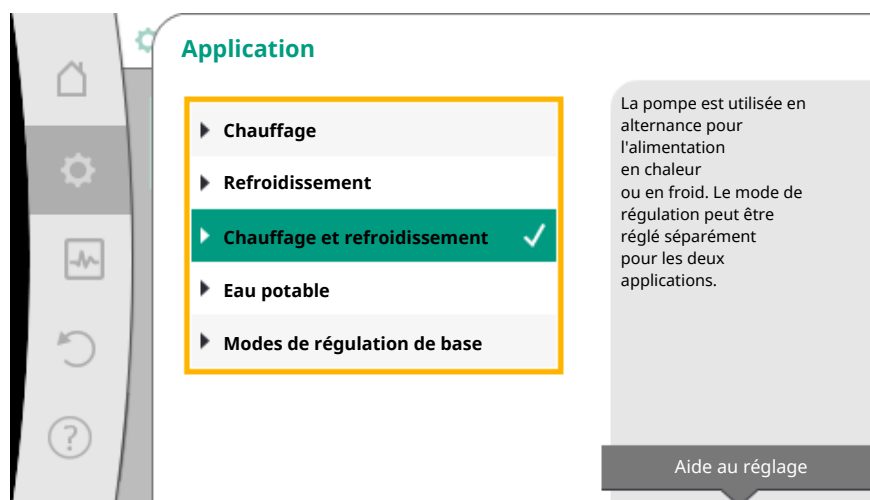 Application
Chauffage
Refroidissement
Chauffage et refroidissement
Eau potable
Modes de régulation de base
La pompe est utilisée en
alternance pour
l'alimentation
en chaleur
ou en froid. Le mode de
régulation peut être
réglé séparément
pour les deux
applications.
Aide au réglage
?